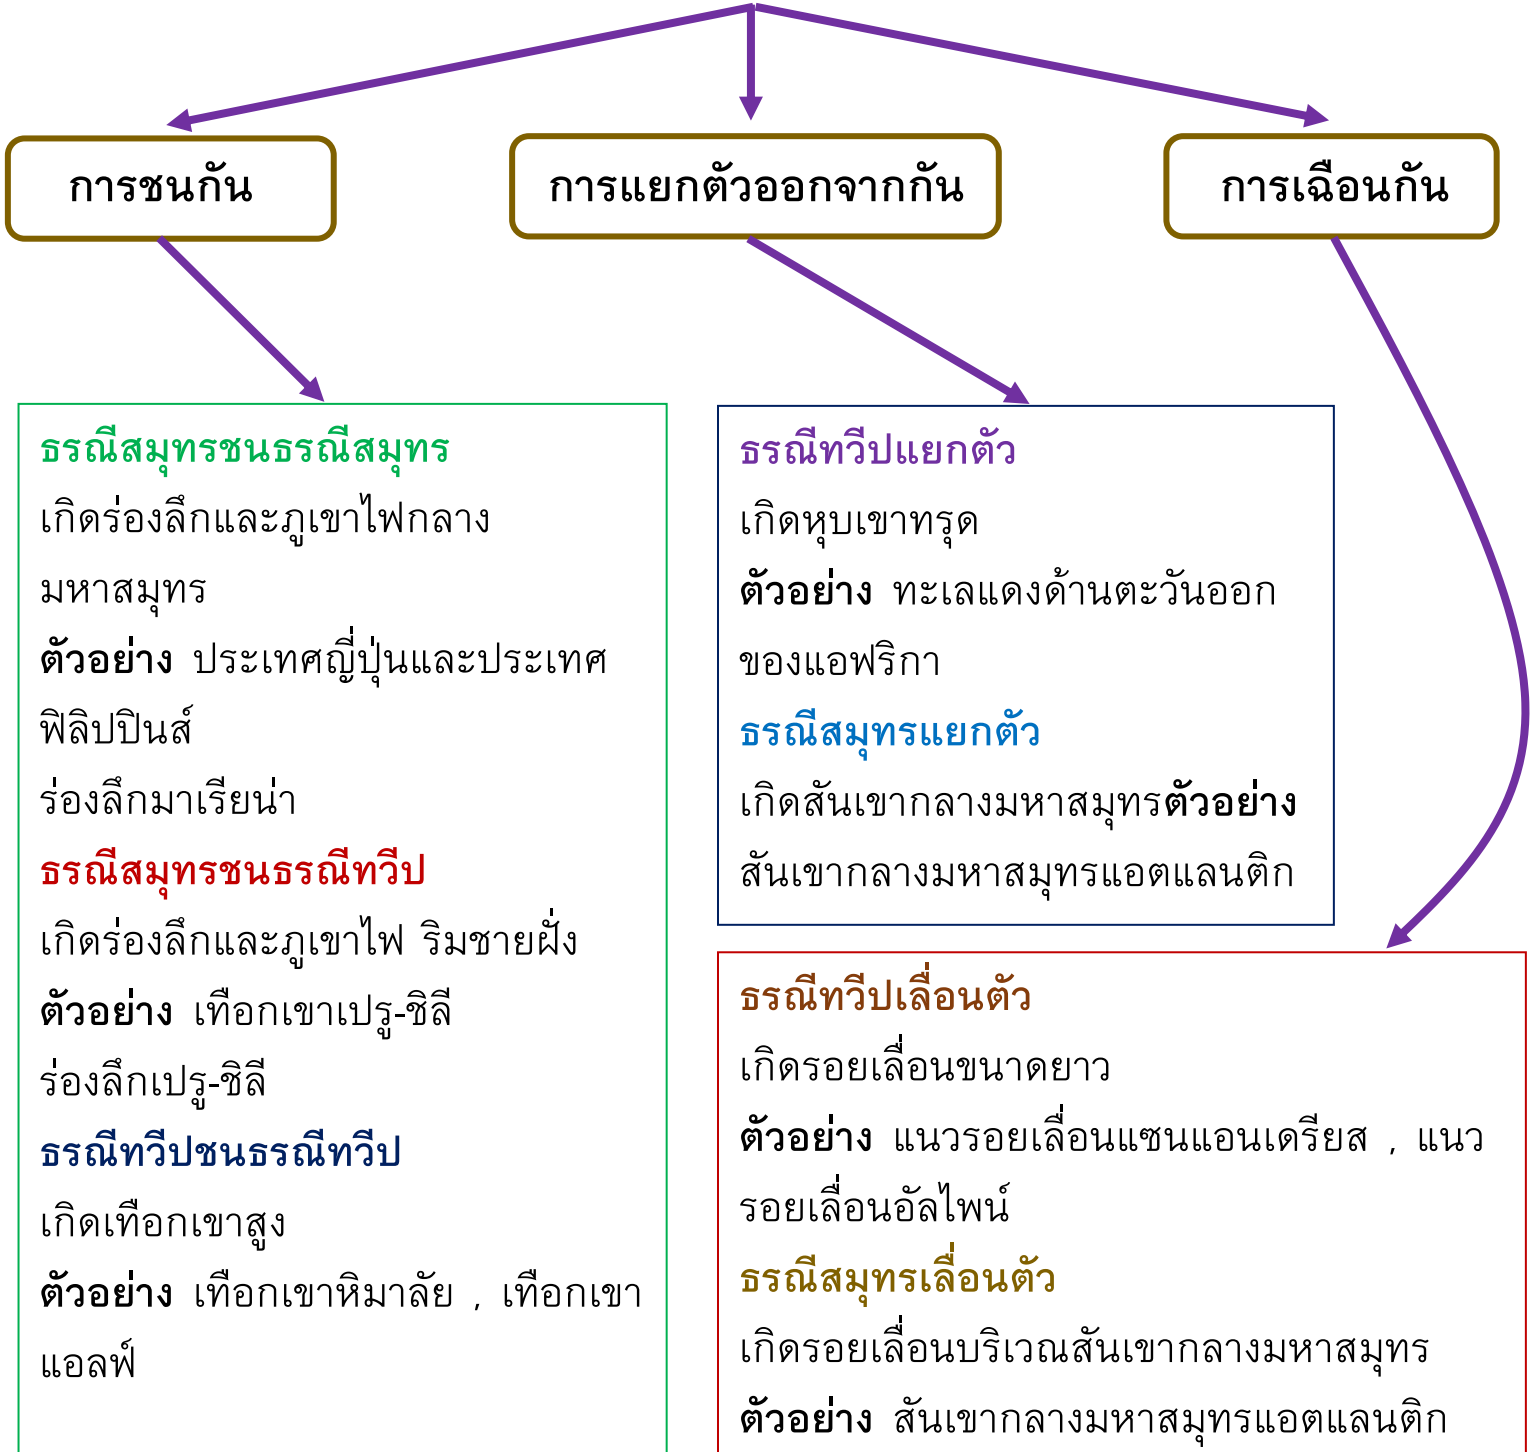 การชนกัน
การแยกตัวออกจากกัน
การเฉือนกัน
ธรณีสมุทรชนธรณีสมุทร
เกิดร่องลึกและภูเขาไฟกลาง
มหาสมุทร
ตัวอย่าง ประเทศญี่ปุ่นและประเทศ
ฟิลิปปินส์
ร่องลึกมาเรียน่า
ธรณีสมุทรชนธรณีทวีป
เกิดร่องลึกและภูเขาไฟ ริมชายฝั่ง
ตัวอย่าง เทือกเขาเปรู-ชิลี
ร่องลึกเปรู-ชิลี
ธรณีทวีปชนธรณีทวีป
เกิดเทือกเขาสูง
ตัวอย่าง เทือกเขาหิมาลัย , เทือกเขา
แอลฟ์
ธรณีทวีปแยกตัว
เกิดหุบเขาทรุด
ตัวอย่าง ทะเลแดงด้านตะวันออก
ของแอฟริกา
ธรณีสมุทรแยกตัว
เกิดสันเขากลางมหาสมุทรตัวอย่าง
สันเขากลางมหาสมุทรแอตแลนติก
ธรณีทวีปเลื่อนตัว
เกิดรอยเลื่อนขนาดยาว
ตัวอย่าง แนวรอยเลื่อนแซนแอนเดรียส , แนว
รอยเลื่อนอัลไพน์
ธรณีสมุทรเลื่อนตัว
เกิดรอยเลื่อนบริเวณสันเขากลางมหาสมุทร
ตัวอย่าง สันเขากลางมหาสมุทรแอตแลนติก